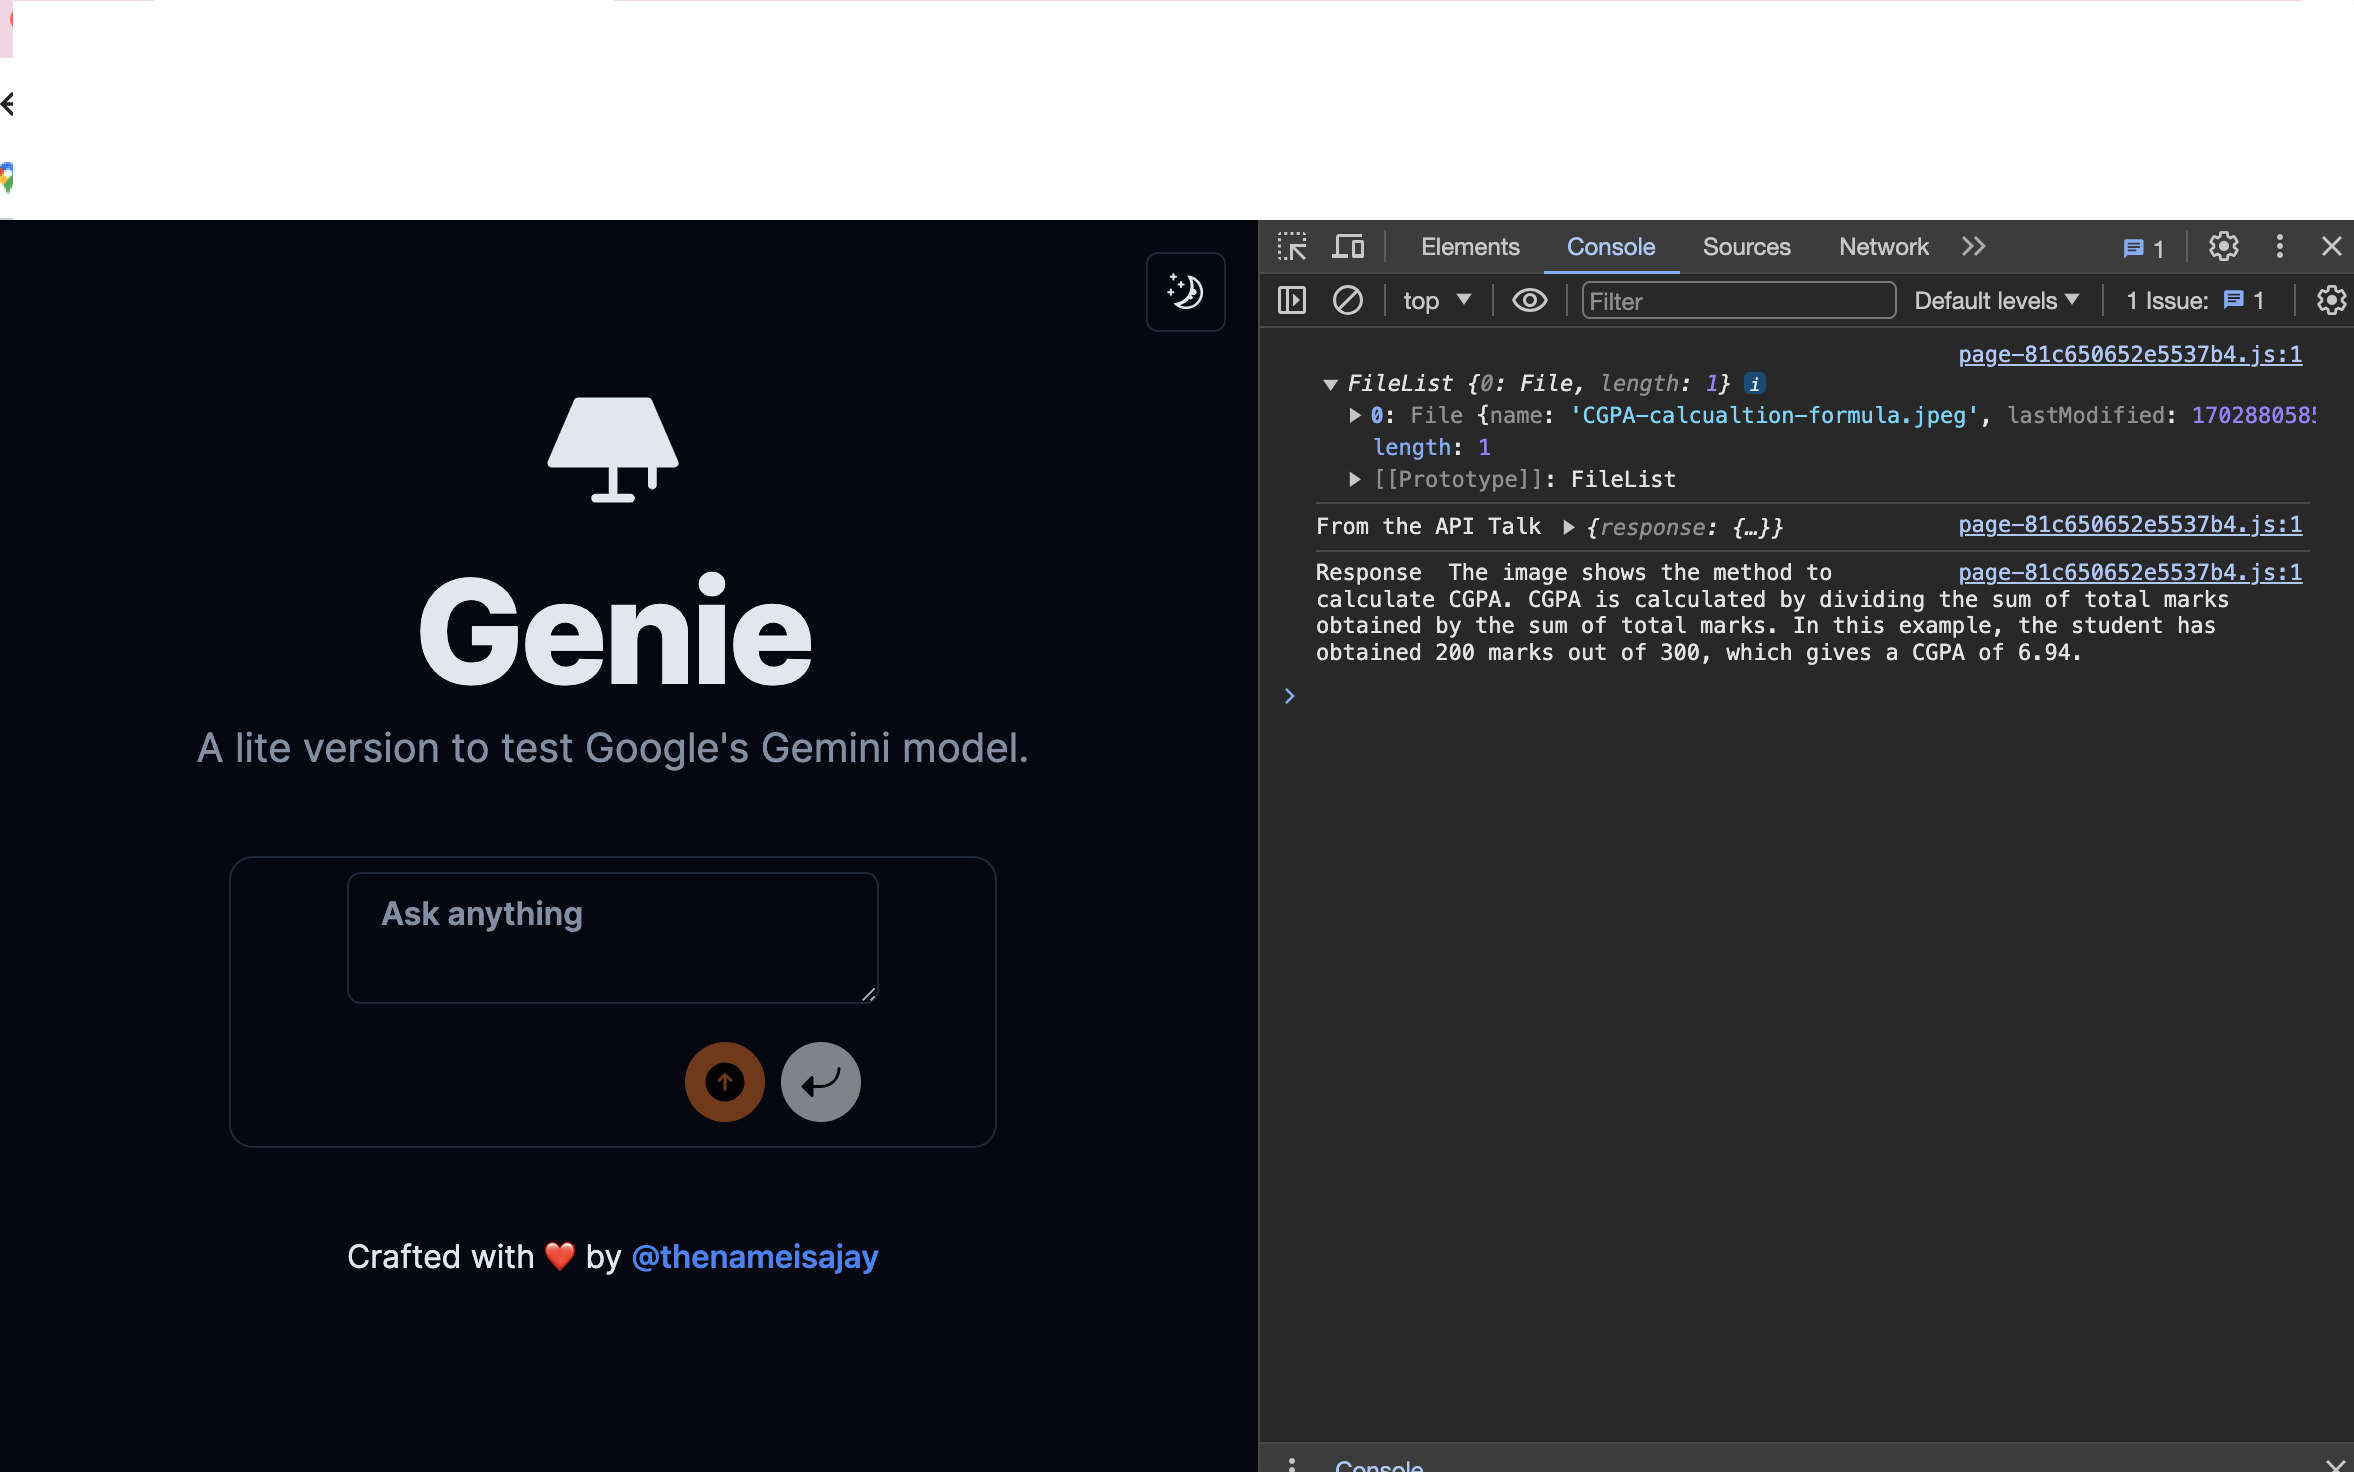 Genie
A lite version to test Google's Gemini model.
Ask anything
Crafted with ❤️ by @thenameisajay
Elements Console Sources Network 1
top Filter Default levels 1 Issue: 1
page-81c650652e5537b4.js:1
FileList {0: File, length: 1} i
0: File {name: 'CGPA-calcualtion-formula.jpeg', lastModified: 170288058
length: 1
[[Prototype]]: FileList
From the API Talk {response: {…}} page-81c650652e5537b4.js:1
Response The image shows the method to page-81c650652e5537b4.js:1
calculate CGPA. CGPA is calculated by dividing the sum of total marks
obtained by the sum of total marks. In this example, the student has
obtained 200 marks out of 300, which gives a CGPA of 6.94.
Console